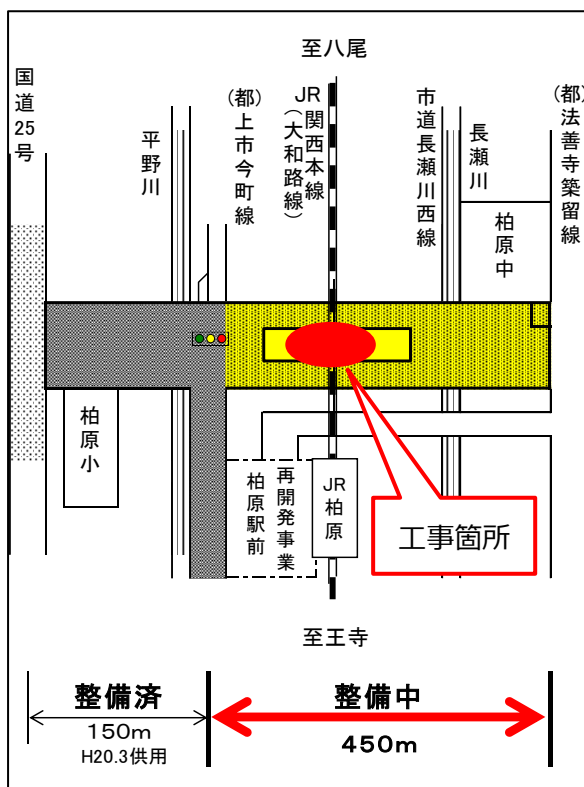 至八尾
国道25号
平野川
(都)上市今町線
JR関西本線
(大和路線)
市道長瀬川西線
長瀬川
(都)法善寺築留線
柏原中
柏原小
柏原駅前
再開発事業
JR柏原
工事箇所
至王寺
整備済
整備中
150m
450m
H20.3供用